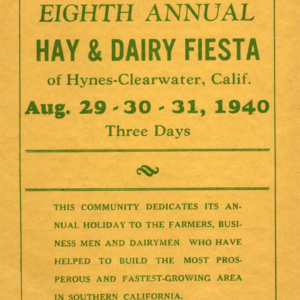 EIGHTH ANNUAL
HAY & DAIRY FIESTA
of Hynes-Clearwater, Calif.
Aug. 29 - 30 - 31, 1940
Three Days
THIS COMMUNITY DEDICATES ITS AN-
NUAL HOLIDAY TO THE FARMERS, BUSI-
NESS MEN AND DAIRYMEN WHO HAVE
HELPED TO BUILD THE MOST PROS-
PEROUS AND FASTEST-GROWING AREA
IN SOUTHERN CALIFORNIA.